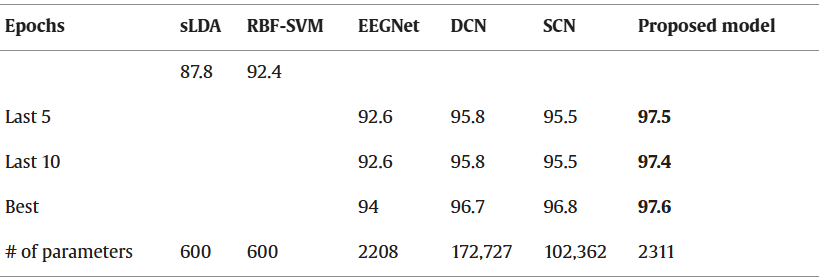 Epochs sLDA RBF-SVM EEGNet DCN SCN Proposed model
87.8 92.4
Last 5 92.6 95.8 95.5 97.5
Last 10 92.6 95.8 95.5 97.4
Best 94 96.7 96.8 97.6
# of parameters 600 600 2208 172,727 102,362 2311